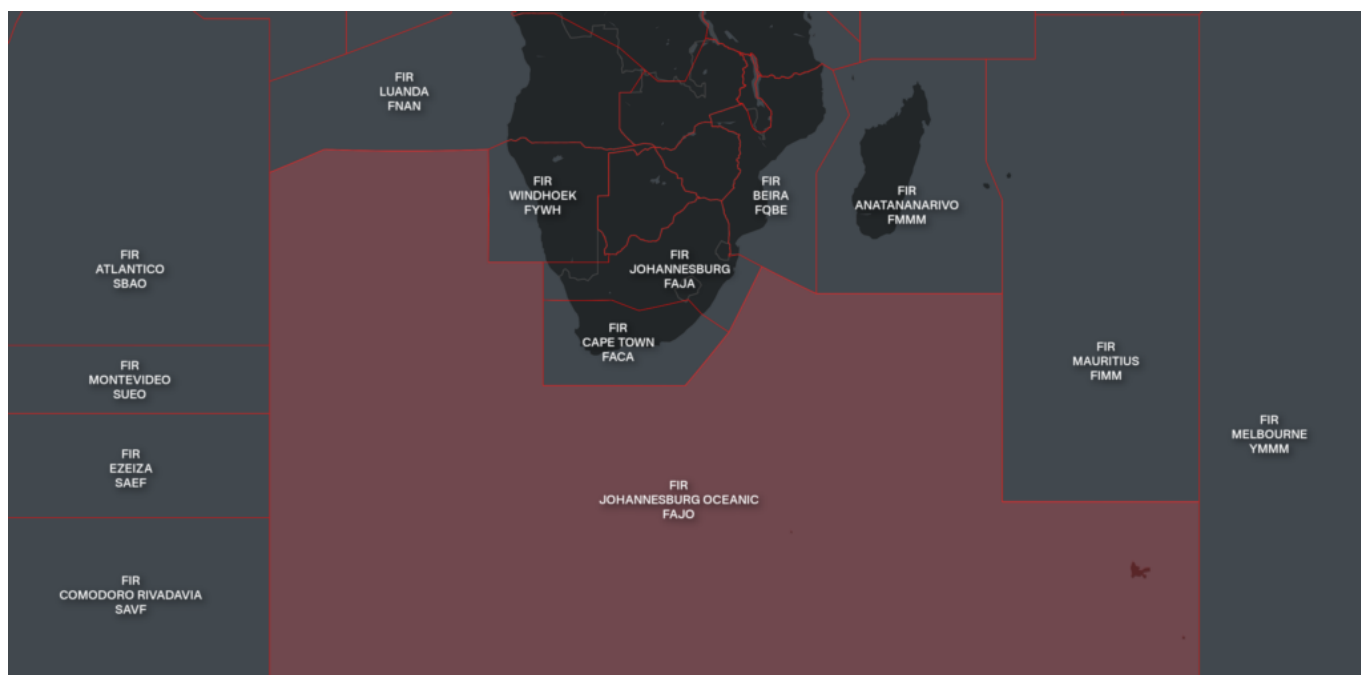 FIR
LUANDA
FNAN
FIR
WINDHOEK
FYWH
FIR
BEIRA
FQBE
FIR
ANATANANARIVO
FMMM
FIR
ATLANTICO
SBAO
FIR
JOHANNESBURG
FAJA
FIR
CAPE TOWN
FACA
FIR
MAURITIUS
FIMM
FIR
MONTEVIDEO
SUEO
FIR
MELBOURNE
YMMM
FIR
EZEIZA
SAEF
FIR
JOHANNESBURG OCEANIC
FAJO
FIR
COMODORO RIVADAVIA
SAVF